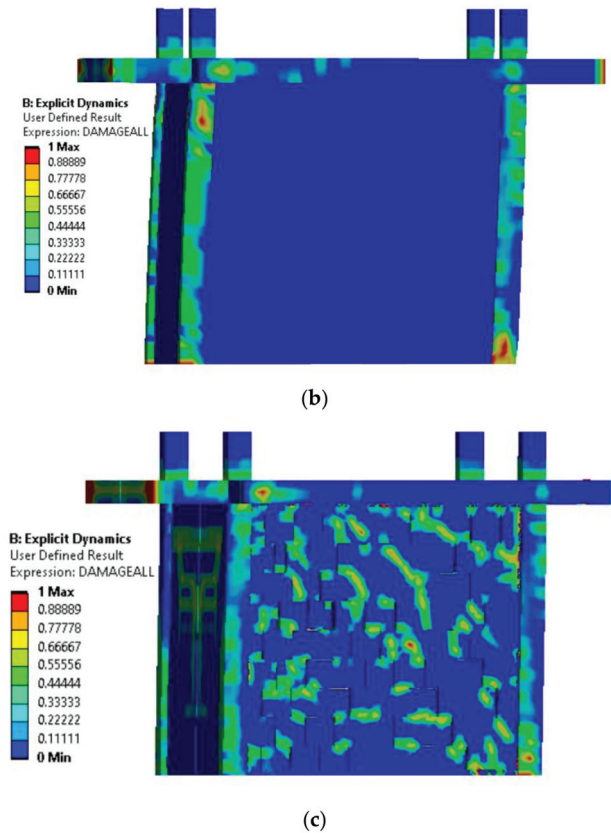 B: Explicit Dynamics
User Defined Result
Expression: DAMAGEALL
1 Max
0.88889
0.77778
0.66667
0.55556
0.44444
0.33333
0.22222
0.11111
0 Min
(b)
B: Explicit Dynamics
User Defined Result
Expression: DAMAGEALL
1 Max
0.88889
0.77778
0.66667
0.55556
0.44444
0.33333
0.22222
0.11111
0 Min
(c)